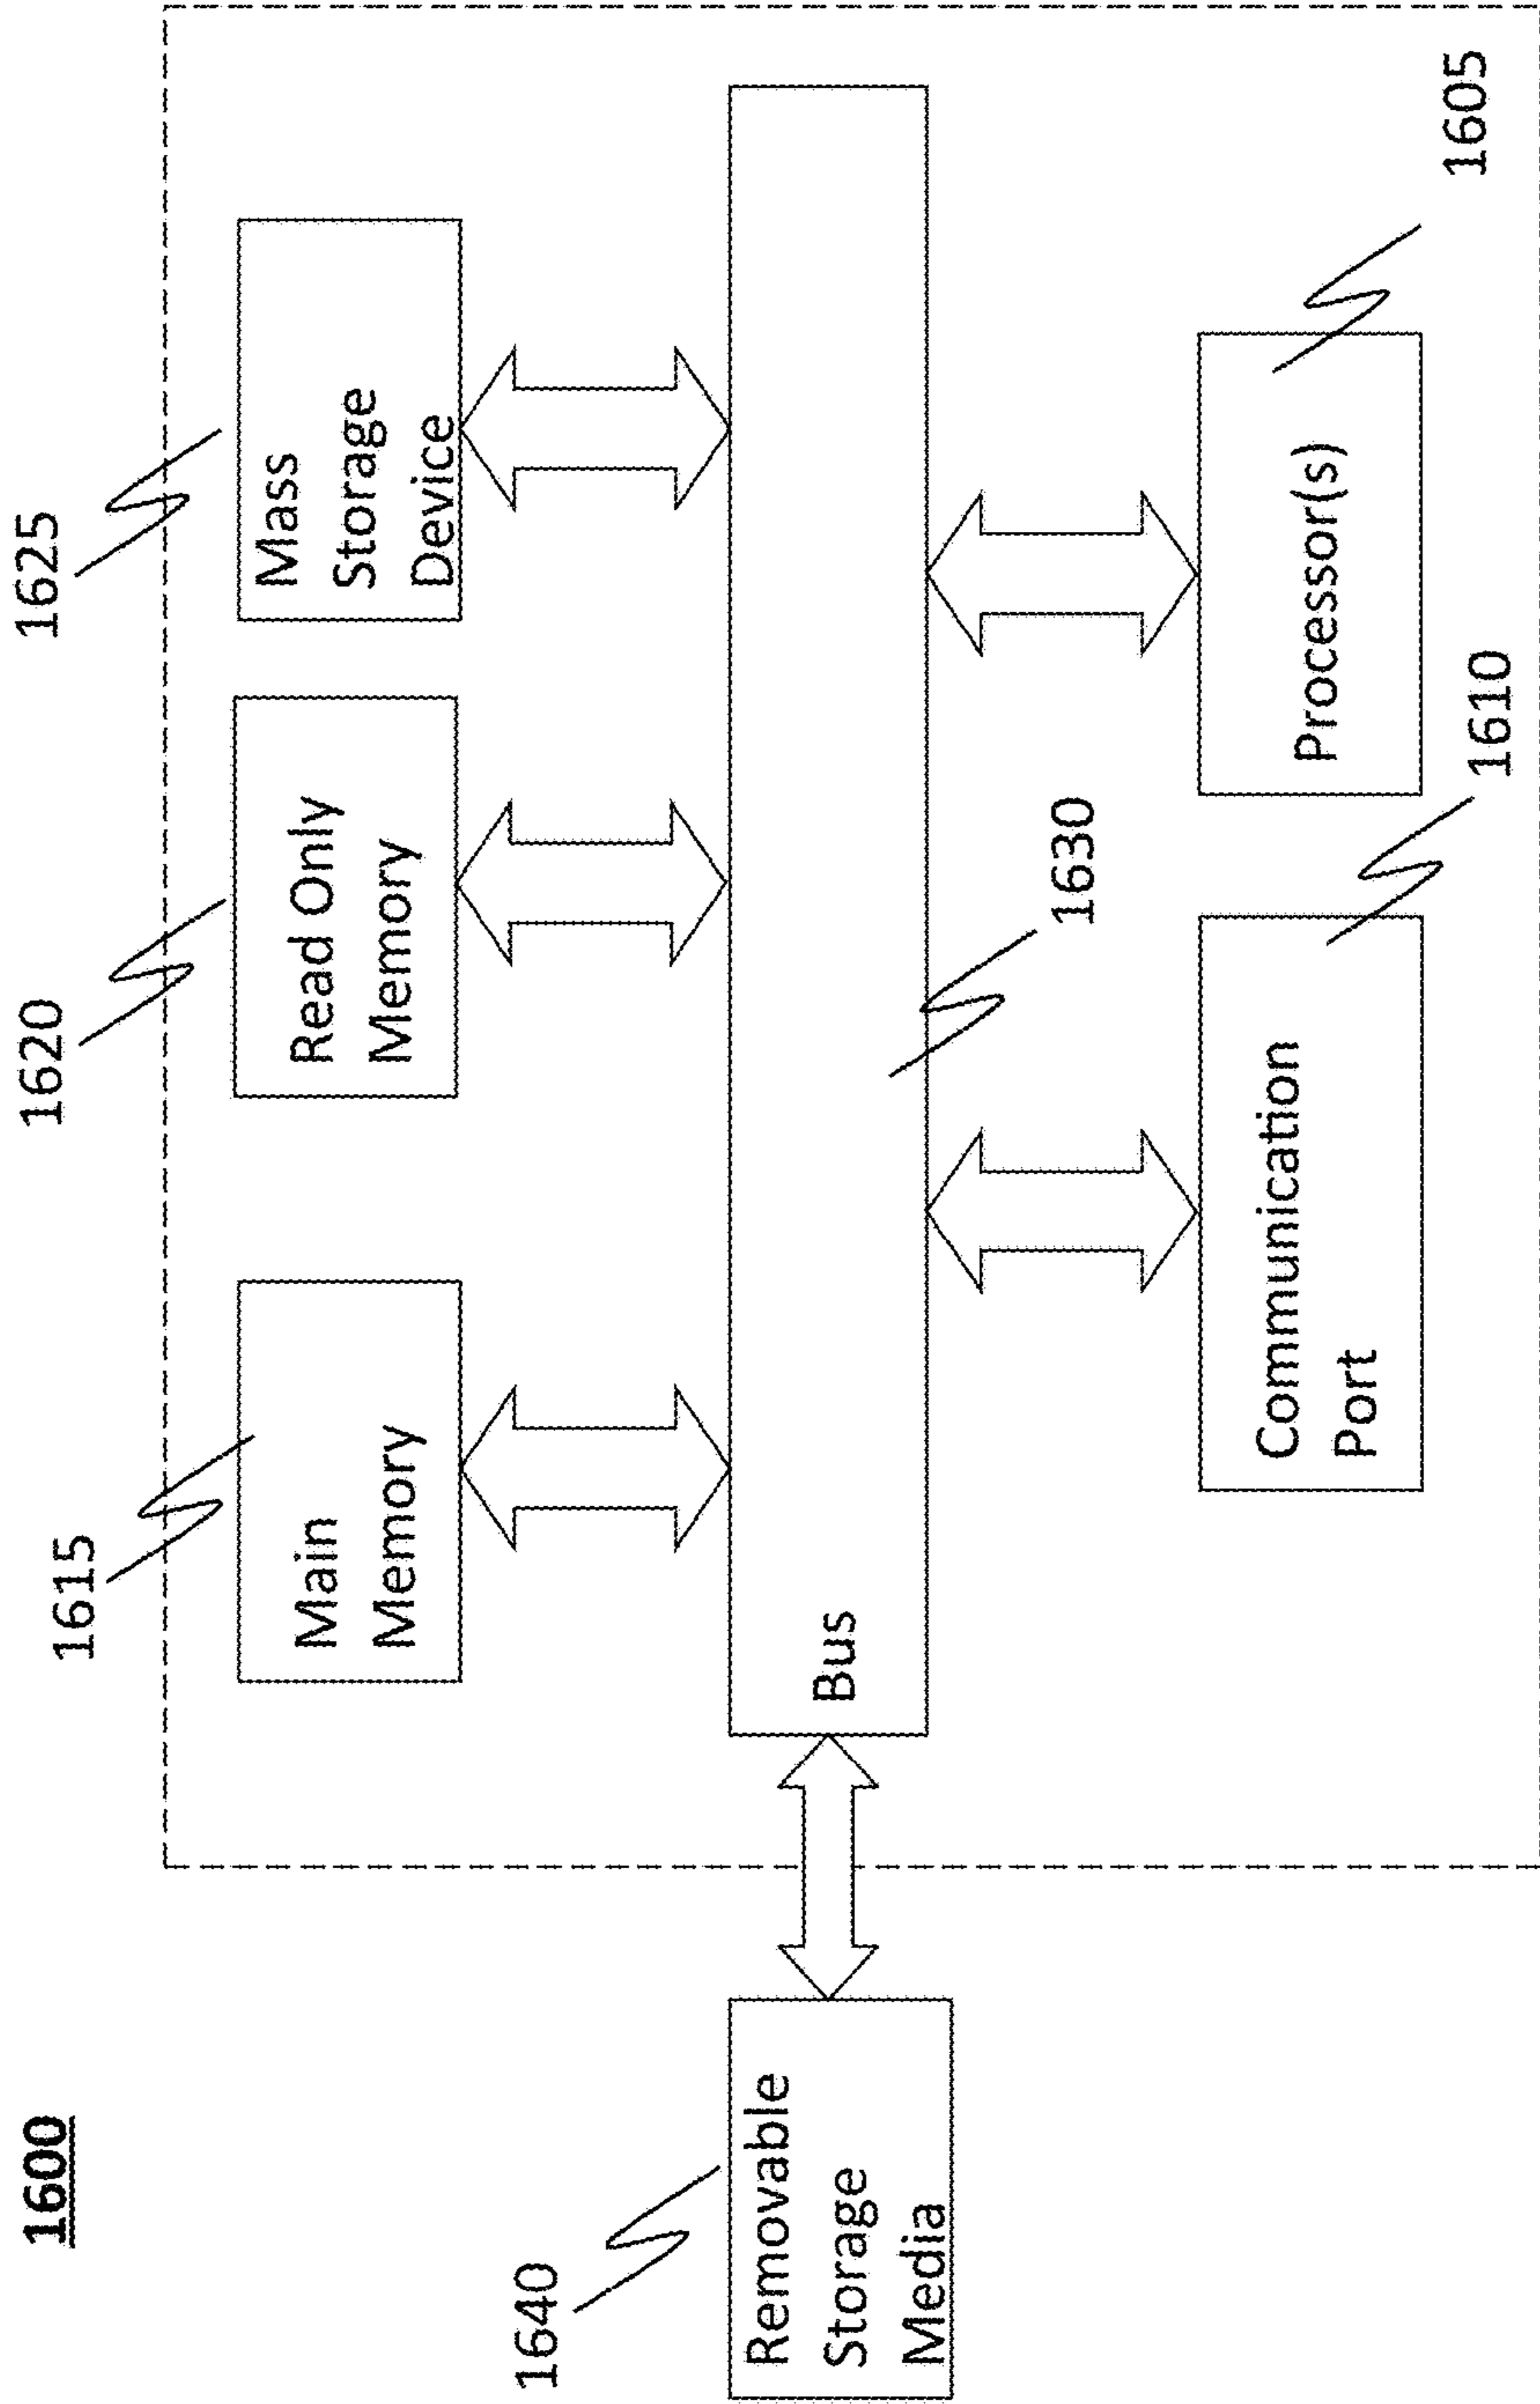 1600
1615
1620
1625
Main
Memory
Read Only
Memory
Mass
Storage
Device
1640
Removable
Storage
Media
Bus
1630
Communication
Port
1610
Processor(s)
1605